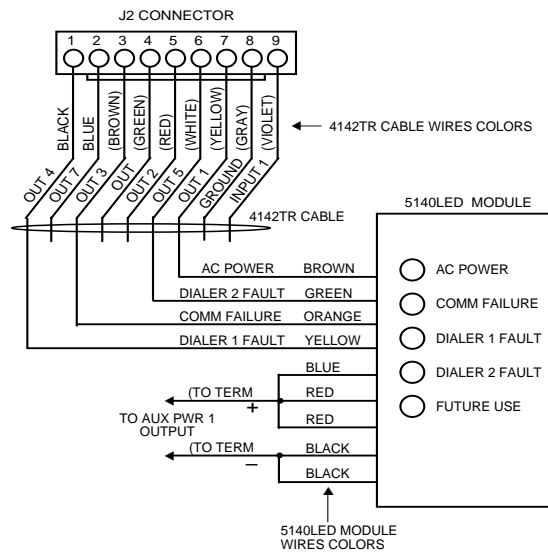 J2 CONNECTOR
1 2 3 4 5 6 7 8 9
BLACK
BLUE
(BROWN)
(GREEN)
(RED)
(WHITE)
(YELLOW)
(GRAY)
(VIOLET)
4142TR CABLE WIRES COLORS
OUT 4
OUT 7
OUT 3
OUT
OUT 2
OUT 5
OUT 1
GROUND
INPUT 1
4142TR CABLE
5140LED MODULE
AC POWER BROWN
DIALER 2 FAULT GREEN
COMM FAILURE ORANGE
DIALER 1 FAULT YELLOW
BLUE
(TO TERM RED
+
RED
TO AUX PWR 1
OUTPUT
(TO TERM BLACK
–
BLACK
AC POWER
COMM FAILURE
DIALER 1 FAULT
DIALER 2 FAULT
FUTURE USE
5140LED MODULE
WIRES COLORS